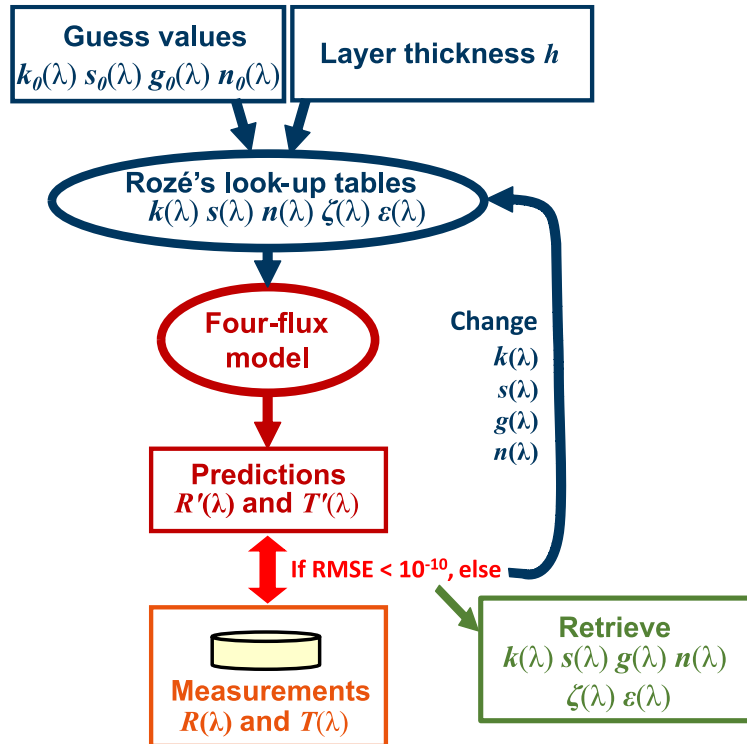 Guess values
k₀(λ) s₀(λ) g₀(λ) n₀(λ)
Layer thickness h
Rozé's look-up tables
k(λ) s(λ) n(λ) ζ(λ) ε(λ)
Four-flux
model
Change
k(λ)
s(λ)
g(λ)
n(λ)
Predictions
R'(λ) and T'(λ)
If RMSE < 10⁻¹⁰, else
Retrieve
k(λ) s(λ) g(λ) n(λ)
ζ(λ) ε(λ)
Measurements
R(λ) and T(λ)